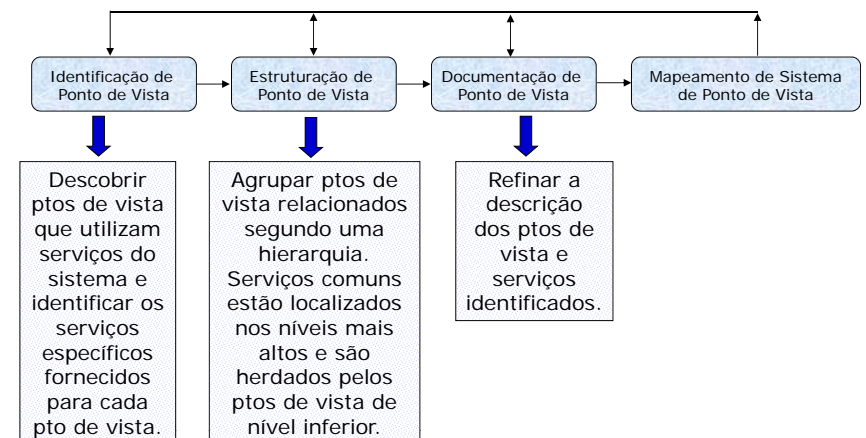 Identificação de
Ponto de Vista
Estruturação de
Ponto de Vista
Documentação de
Ponto de Vista
Mapeamento de Sistema
de Ponto de Vista
Descobrir
ptos de vista
que utilizam
serviços do
sistema e
identificar os
serviços
específicos
fornecidos
para cada
pto de vista.
Agrupar ptos de
vista relacionados
segundo uma
hierarquia.
Serviços comuns
estão localizados
nos níveis mais
altos e são
herdados pelos
ptos de vista de
nível inferior.
Refinar a
descrição
dos ptos de
vista e
serviços
identificados.